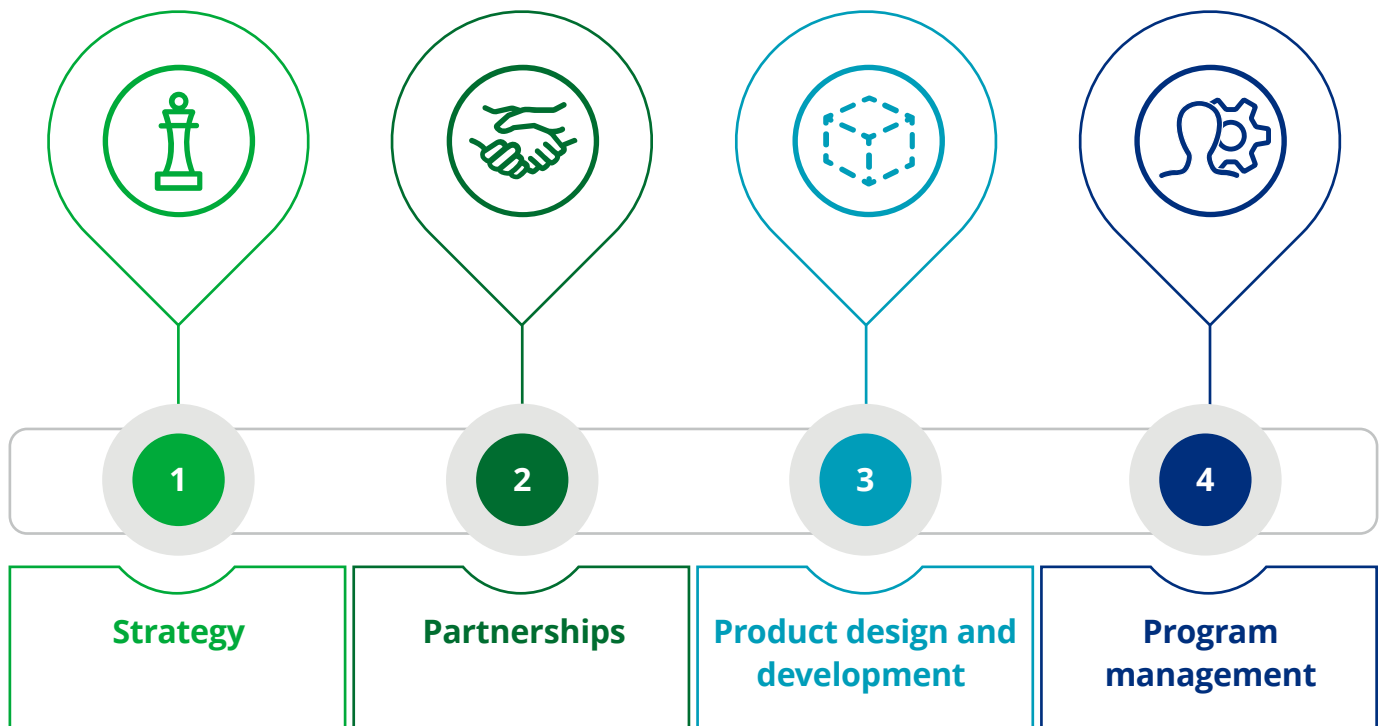 1
2
3
4
Strategy
Partnerships
Product design and
development
Program
management